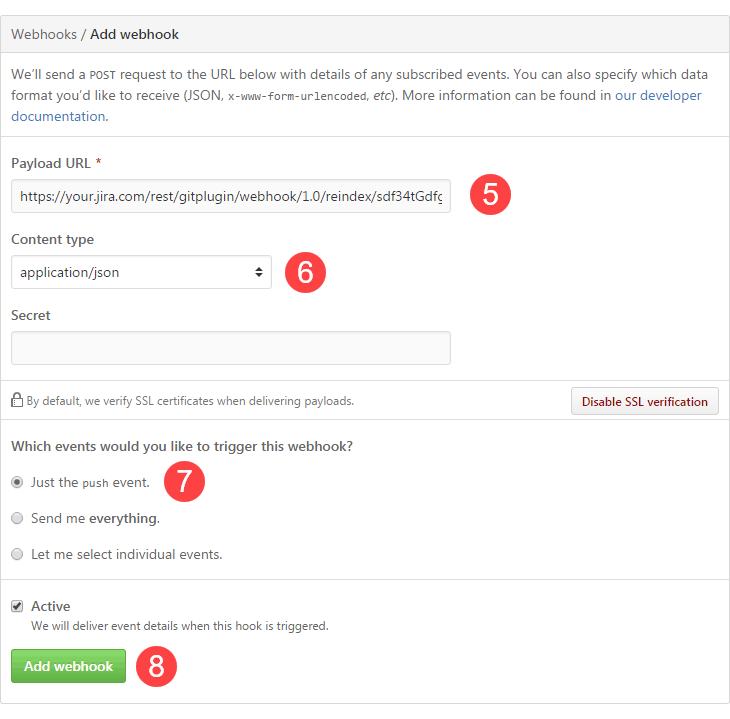 Webhooks / Add webhook
We’ll send a POST request to the URL below with details of any subscribed events. You can also specify which data
format you’d like to receive (JSON, x-www-form-urlencoded, etc). More information can be found in our developer
documentation.
Payload URL *
https://your.jira.com/rest/gitplugin/webhook/1.0/reindex/sdf34tGdfg
5
Content type
application/json
6
Secret
By default, we verify SSL certificates when delivering payloads.
Disable SSL verification
Which events would you like to trigger this webhook?
Just the push event.
7
Send me everything.
Let me select individual events.
Active
We will deliver event details when this hook is triggered.
Add webhook
8